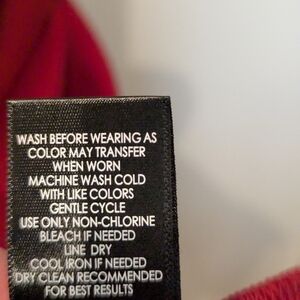 WASH BEFORE WEARING AS
COLOR MAY TRANSFER
WHEN WORN
MACHINE WASH COLD
WITH LIKE COLORS
GENTLE CYCLE
USE ONLY NON-CHLORINE
BLEACH IF NEEDED
LINE DRY
COOL IRON IF NEEDED
DRY CLEAN RECOMMENDED
FOR BEST RESULTS